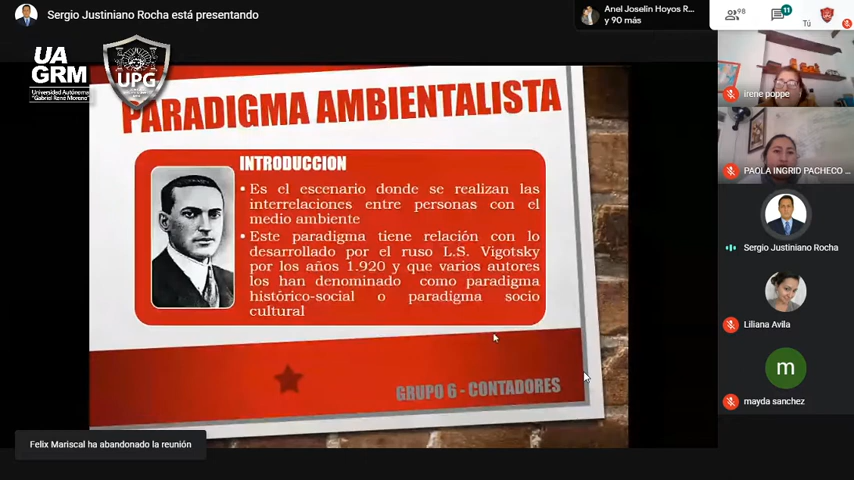 Sergio Justiniano Rocha está presentando
Anel Joselin Hoyos R...
y 90 más
98
11
Tú
UA
GRM
Universidad Autónoma
"Gabriel René Moreno"
UPG
PARADIGMA AMBIENTALISTA
INTRODUCCION
• Es el escenario donde se realizan las
interrelaciones entre personas con el
medio ambiente
• Este paradigma tiene relación con lo
desarrollado por el ruso L.S. Vigotsky
por los años 1.920 y que varios autores
los han denominado como paradigma
histórico-social o paradigma socio
cultural
GRUPO 6 - CONTADORES
irene poppe
PAOLA INGRID PACHECO ...
Sergio Justiniano Rocha
Liliana Avila
m
mayda sanchez
Felix Mariscal ha abandonado la reunión